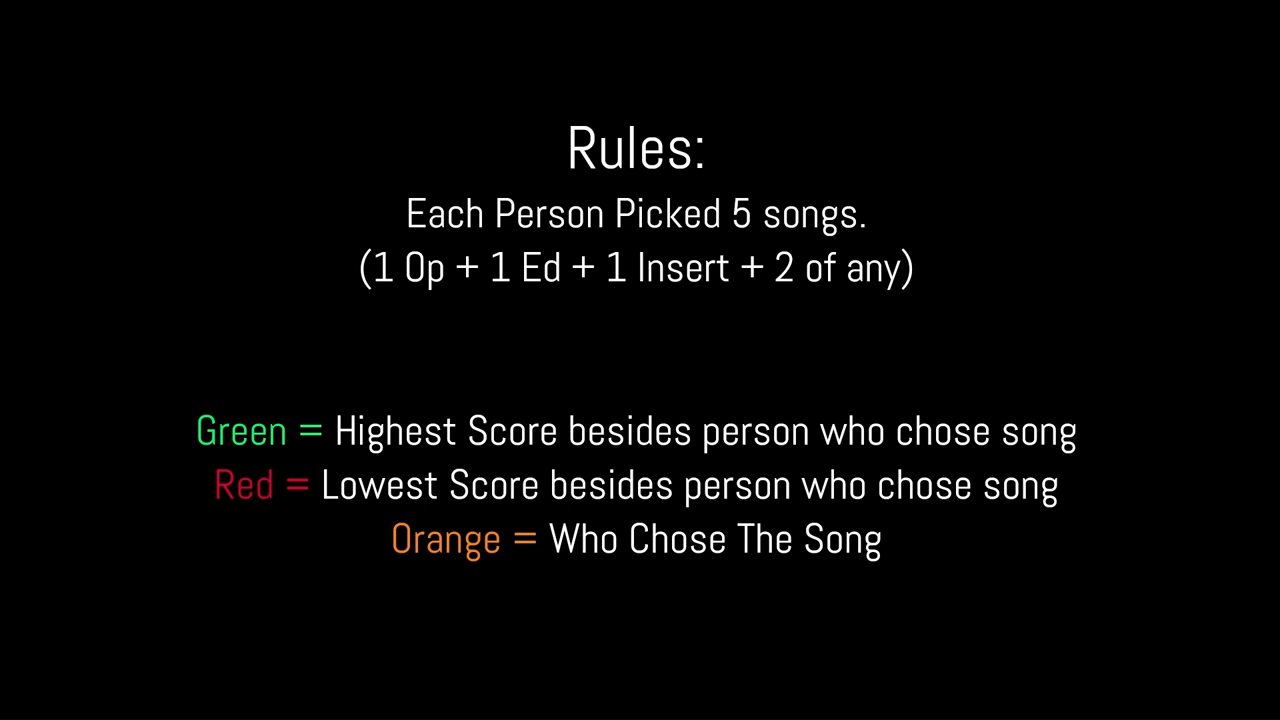 Rules:
Each Person Picked 5 songs.
(1 Op + 1 Ed + 1 Insert + 2 of any)
Green = Highest Score besides person who chose song
Red = Lowest Score besides person who chose song
Orange = Who Chose The Song